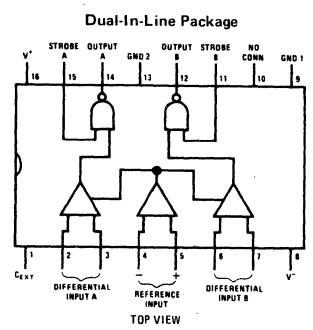 Dual-In-Line Package
V+
STROBE A
OUTPUT A
GND 2
OUTPUT B
STROBE B
NO CONN
GND 1
16 15 14 13 12 11 10 9
1 2 3 4 5 6 7 8
− +
CEXT
DIFFERENTIAL INPUT A
REFERENCE INPUT
DIFFERENTIAL INPUT B
V−
TOP VIEW